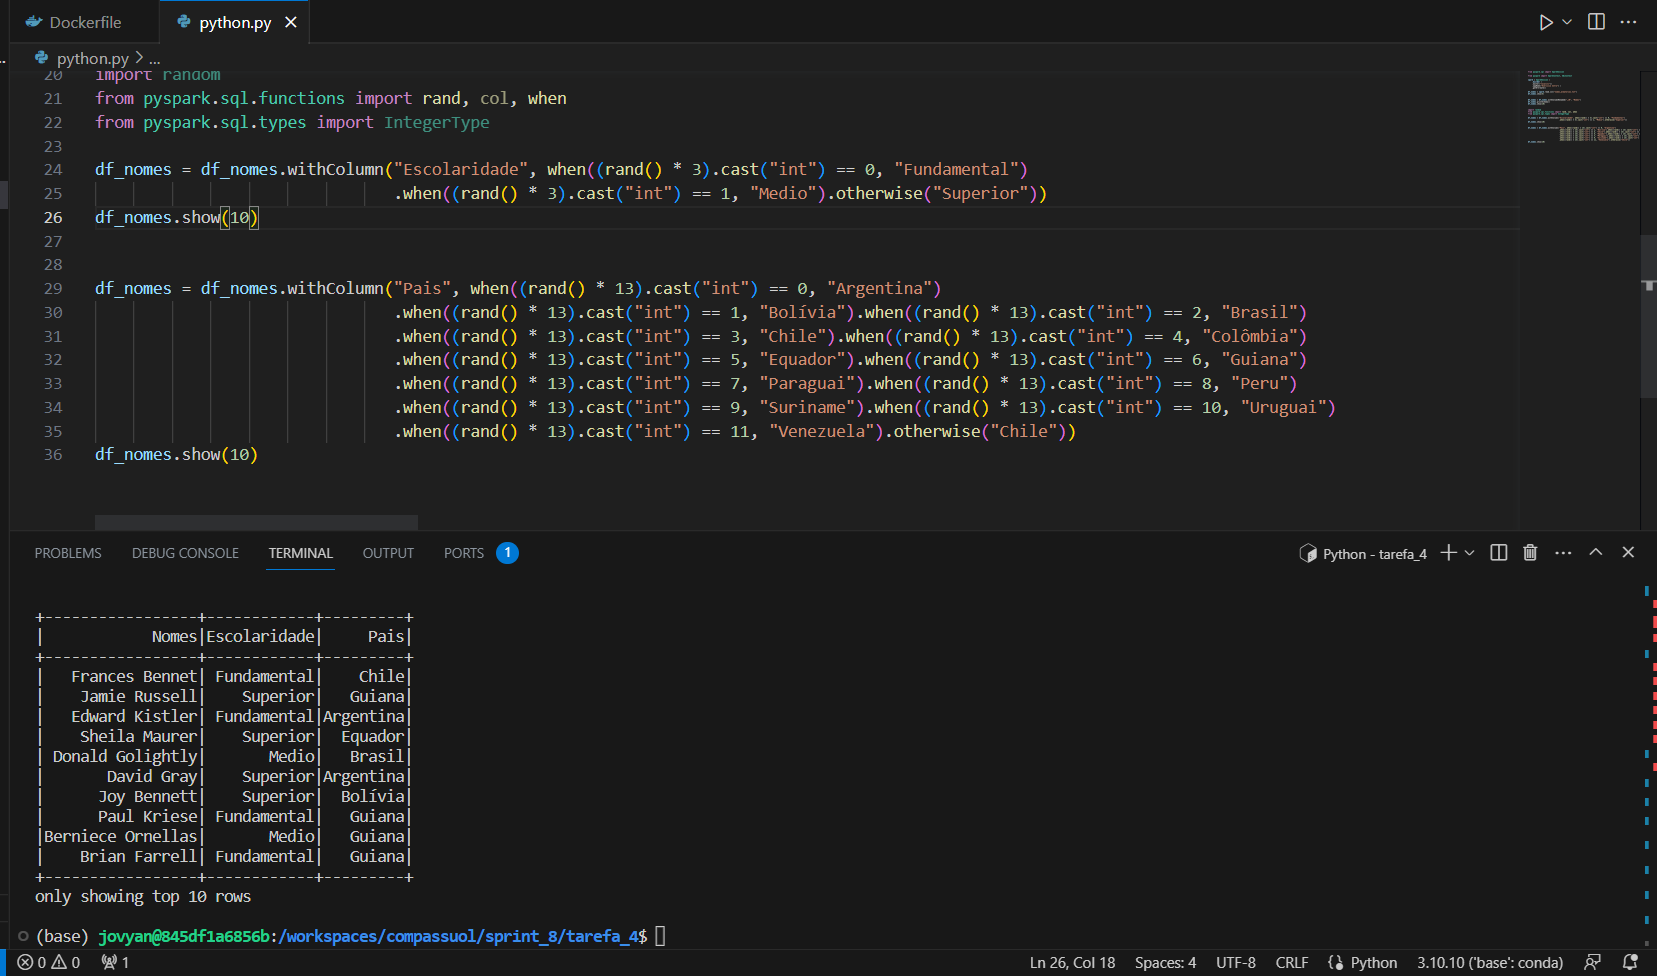 Dockerfile
python.py
python.py > ...
20 import random
21 from pyspark.sql.functions import rand, col, when
22 from pyspark.sql.types import IntegerType
23
24 df_nomes = df_nomes.withColumn("Escolaridade", when((rand() * 3).cast("int") == 0, "Fundamental")
25 .when((rand() * 3).cast("int") == 1, "Medio").otherwise("Superior"))
26 df_nomes.show(10)
27
28
29 df_nomes = df_nomes.withColumn("Pais", when((rand() * 13).cast("int") == 0, "Argentina")
30 .when((rand() * 13).cast("int") == 1, "Bolívia").when((rand() * 13).cast("int") == 2, "Brasil")
31 .when((rand() * 13).cast("int") == 3, "Chile").when((rand() * 13).cast("int") == 4, "Colômbia")
32 .when((rand() * 13).cast("int") == 5, "Equador").when((rand() * 13).cast("int") == 6, "Guiana")
33 .when((rand() * 13).cast("int") == 7, "Paraguai").when((rand() * 13).cast("int") == 8, "Peru")
34 .when((rand() * 13).cast("int") == 9, "Suriname").when((rand() * 13).cast("int") == 10, "Uruguai")
35 .when((rand() * 13).cast("int") == 11, "Venezuela").otherwise("Chile"))
36 df_nomes.show(10)
PROBLEMS DEBUG CONSOLE TERMINAL OUTPUT PORTS 1 Python - tarefa_4
+-----------------+------------+---------+
|            Nomes|Escolaridade|     Pais|
+-----------------+------------+---------+
|   Frances Bennet| Fundamental|    Chile|
|    Jamie Russell|    Superior|   Guiana|
|   Edward Kistler| Fundamental|Argentina|
|    Sheila Maurer|    Superior|  Equador|
| Donald Golightly|       Medio|   Brasil|
|       David Gray|    Superior|Argentina|
|      Joy Bennett|    Superior|  Bolívia|
|      Paul Kriese| Fundamental|   Guiana|
|Berniece Ornellas|       Medio|   Guiana|
|    Brian Farrell| Fundamental|   Guiana|
+-----------------+------------+---------+
only showing top 10 rows
(base) jovyan@845df1a6856b:/workspaces/compassuol/sprint_8/tarefa_4$
0 0 1 Ln 26, Col 18 Spaces: 4 UTF-8 CRLF Python 3.10.10 ('base': conda)